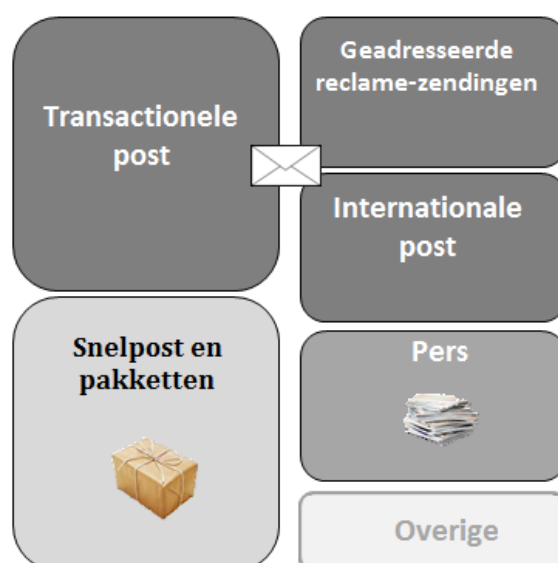 Transactionele
post
Geadresseerde
reclame-zendingen
Internationale
post
Snelpost en
pakketten
Pers
Overige